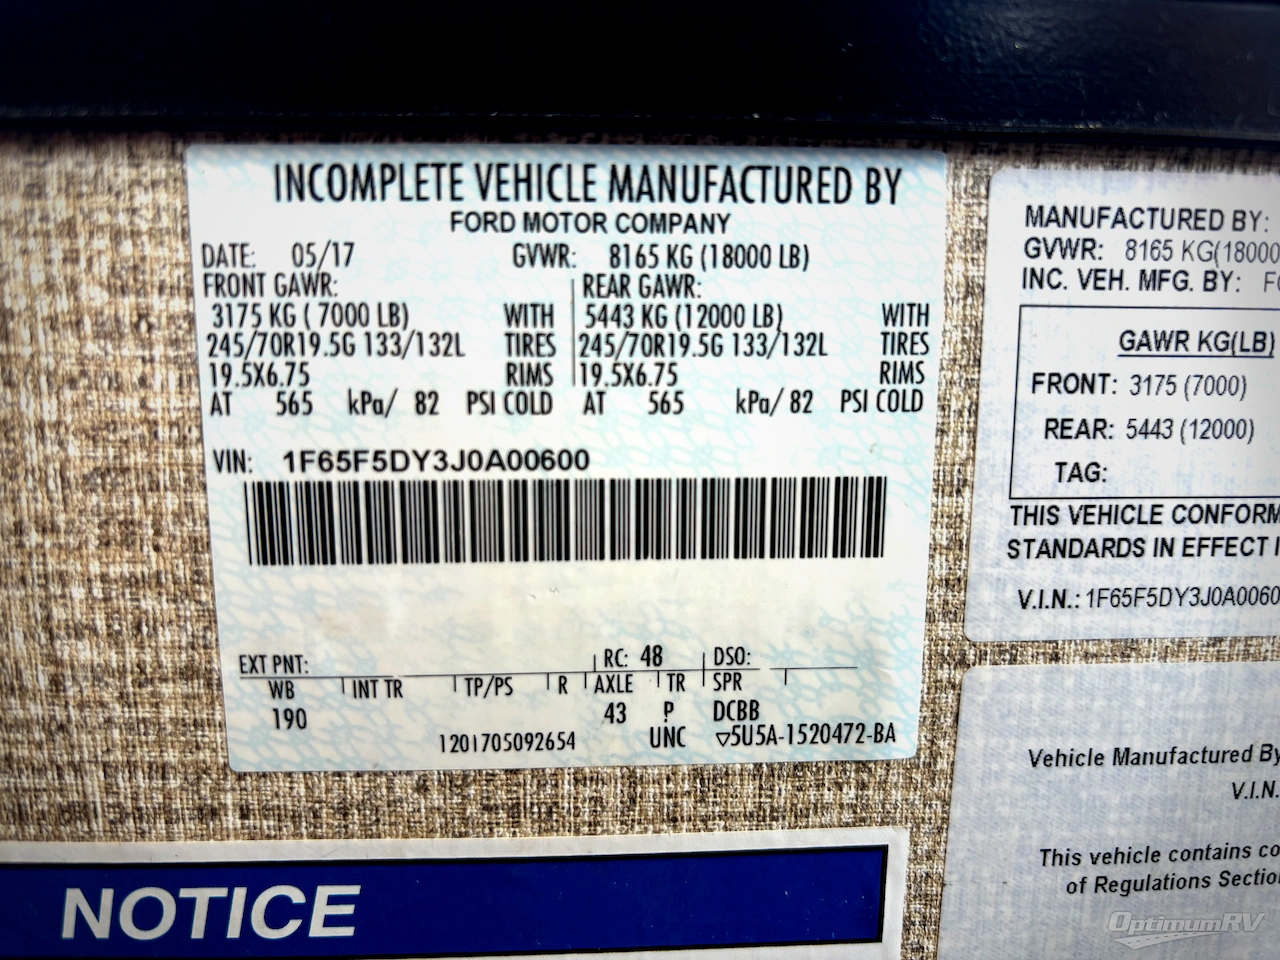 INCOMPLETE VEHICLE MANUFACTURED BY
FORD MOTOR COMPANY
DATE: 05/17 GVWR: 8165 KG (18000 LB)
FRONT GAWR: REAR GAWR:
3175 KG ( 7000 LB) WITH 5443 KG (12000 LB) WITH
245/70R19.5G 133/132L TIRES 245/70R19.5G 133/132L TIRES
19.5X6.75 RIMS 19.5X6.75 RIMS
AT 565 kPa/ 82 PSI COLD AT 565 kPa/ 82 PSI COLD
VIN: 1F65F5DY3J0A00600
EXT PNT: RC: 48 DSO:
WB INT TR TP/PS R AXLE TR SPR
190 43 P DCBB
1201705092654 UNC ▽5U5A-1520472-BA
MANUFACTURED BY:
GVWR: 8165 KG(18000
INC. VEH. MFG. BY: FO
GAWR KG(LB)
FRONT: 3175 (7000)
REAR: 5443 (12000)
TAG:
THIS VEHICLE CONFORM
STANDARDS IN EFFECT I
V.I.N.: 1F65F5DY3J0A0060
Vehicle Manufactured By
V.I.N.
This vehicle contains co
of Regulations Section
NOTICE
OptimumRV